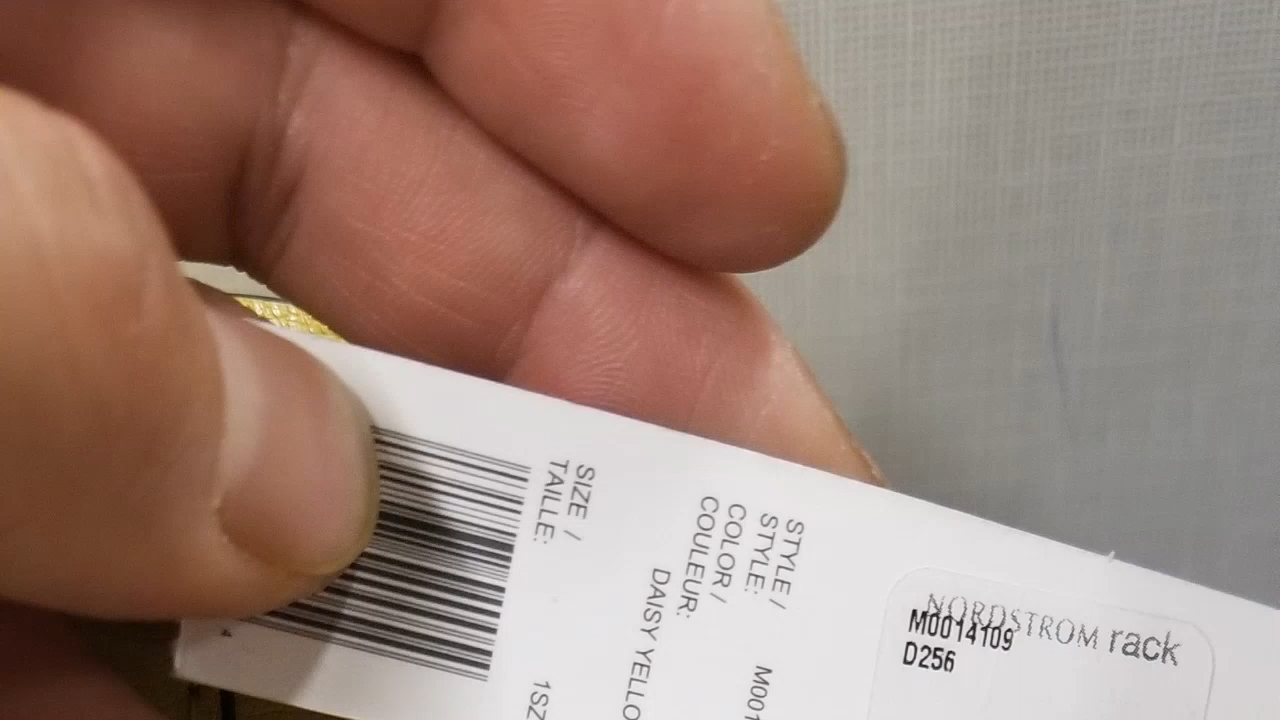 NORDSTROM rack
M0014109
D256
STYLE /
STYLE: M001
COLOR /
COULEUR:
DAISY YELLO
SIZE /
TAILLE: 1SZ